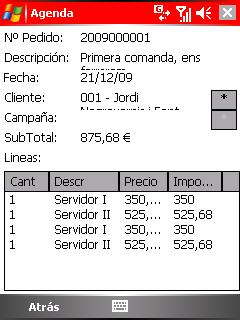 Agenda
Nº Pedido: 2009000001
Descripción: Primera comanda, ens
Fecha: 21/12/09
Cliente: 001 - Jordi *
Campaña: *
SubTotal: 875,68 €
Lineas:
Cant Descr Precio Impo...
1 Servidor I 350,... 350
1 Servidor II 525,... 525,68
1 Servidor I 350,... 350
1 Servidor II 525,... 525,68
Atrás